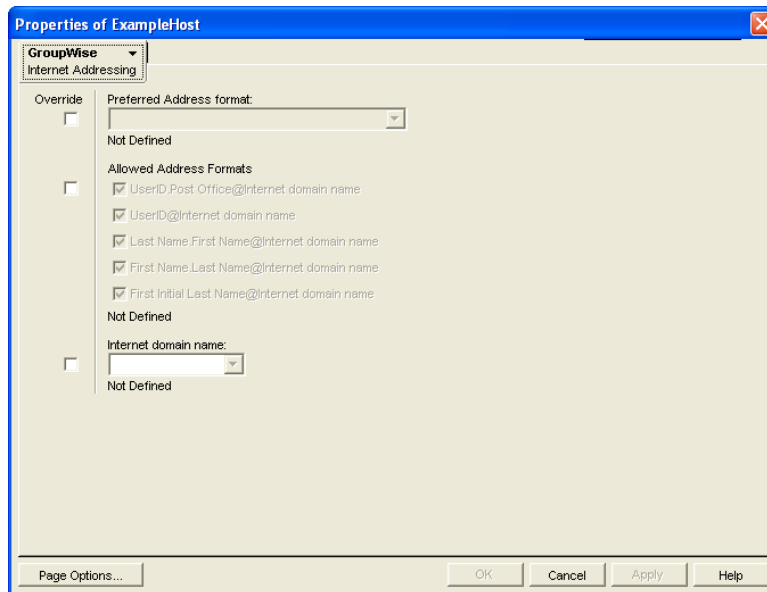 Properties of ExampleHost
GroupWise
Internet Addressing
Override
Preferred Address format:
Not Defined
Allowed Address Formats
UserID.Post Office@Internet domain name
UserID@Internet domain name
Last Name.First Name@Internet domain name
First Name.Last Name@Internet domain name
First Initial Last Name@Internet domain name
Not Defined
Internet domain name:
Not Defined
Page Options... OK Cancel Apply Help